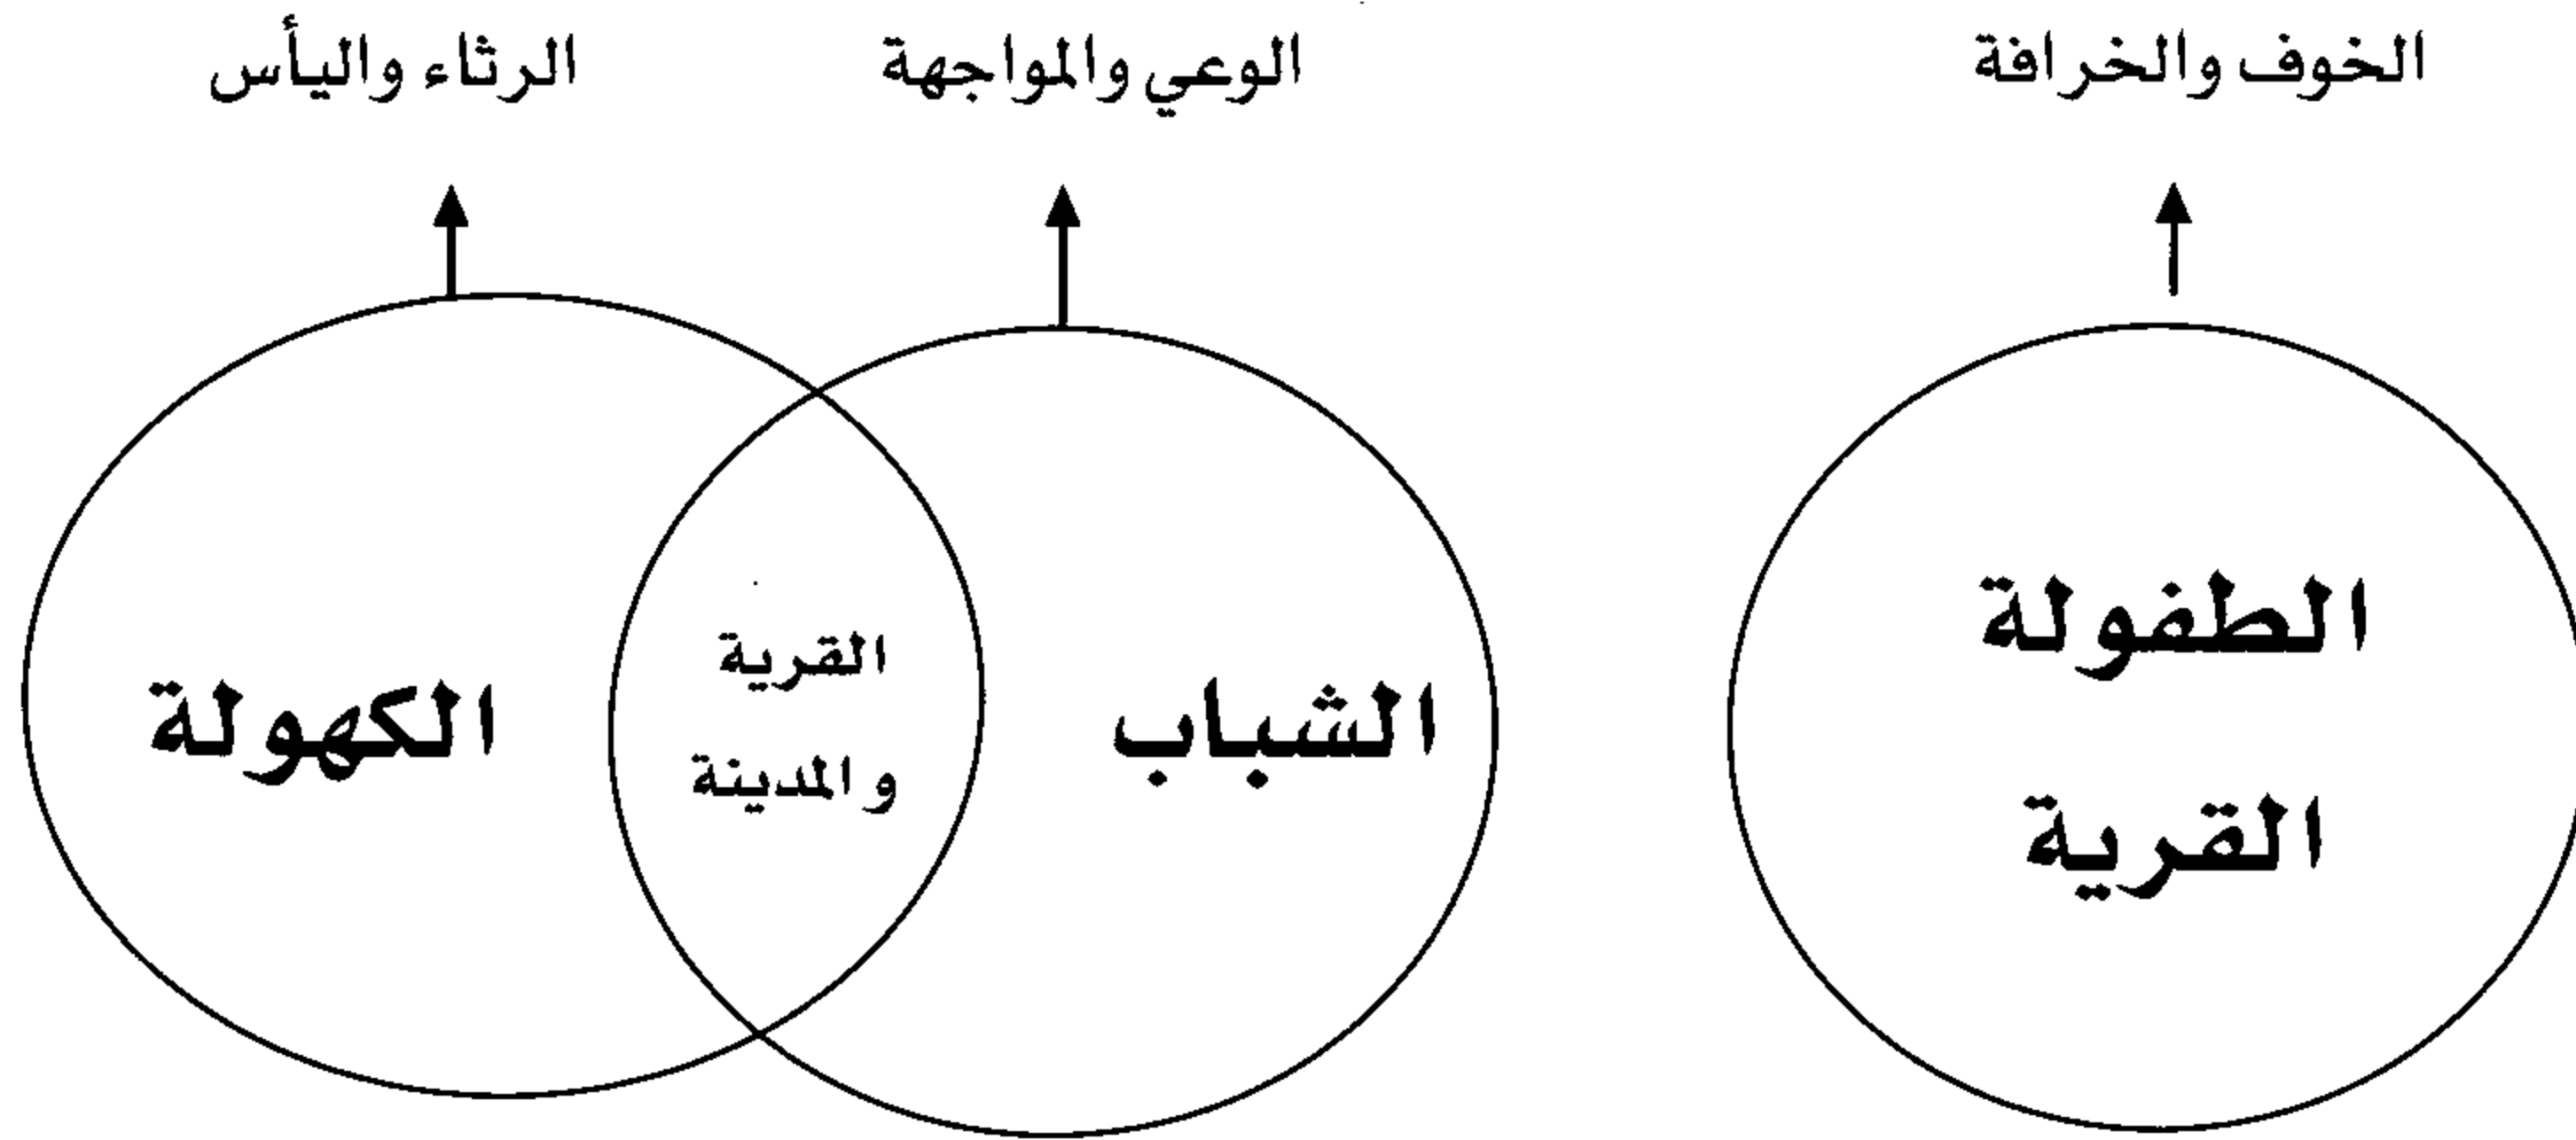 الخوف والخرافة
الوعي والمواجهة
الرثاء واليأس
الطفولة
القرية
الشباب
القرية
والمدينة
الكهولة